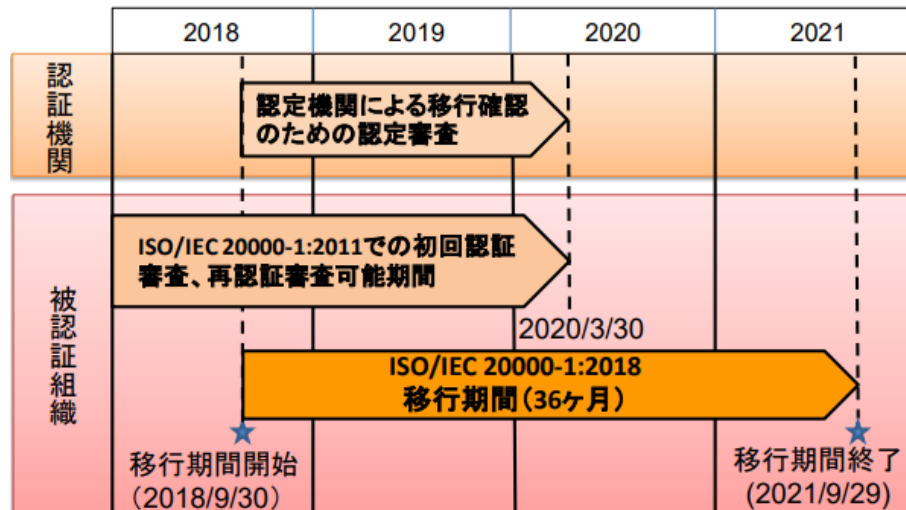 2018 2019 2020 2021
認証機関
認定機関による移行確認
のための認定審査
被認証組織
ISO/IEC 20000-1:2011での初回認証
審査、再認証審査可能期間
2020/3/30
ISO/IEC 20000-1:2018
移行期間(36ヶ月)
移行期間開始
(2018/9/30)
移行期間終了
(2021/9/29)